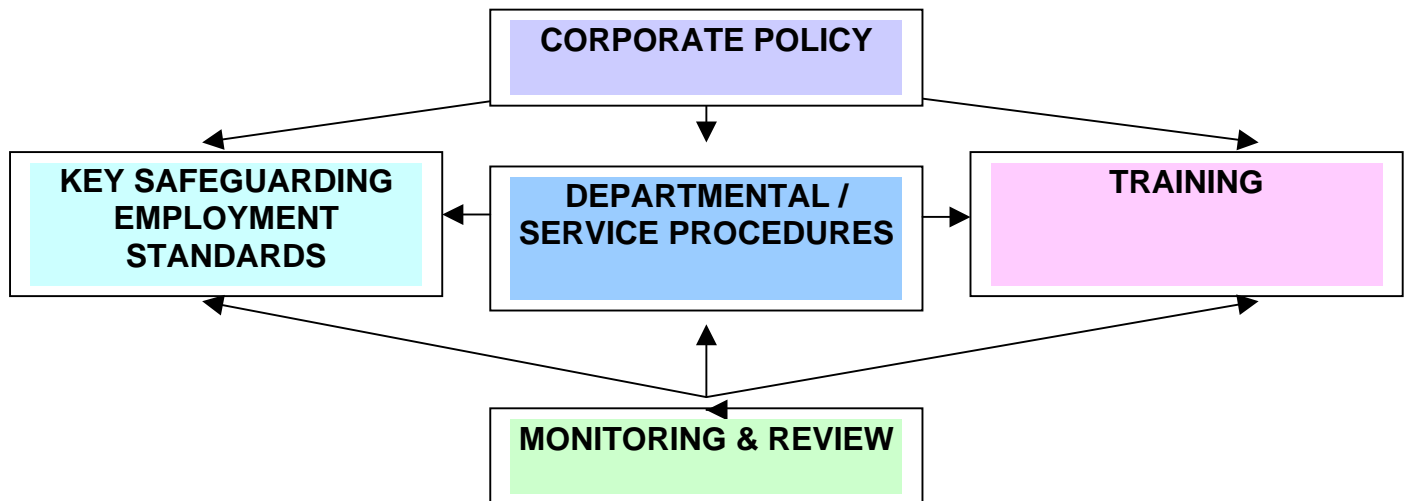 CORPORATE POLICY
KEY SAFEGUARDING
EMPLOYMENT
STANDARDS
DEPARTMENTAL /
SERVICE PROCEDURES
TRAINING
MONITORING & REVIEW